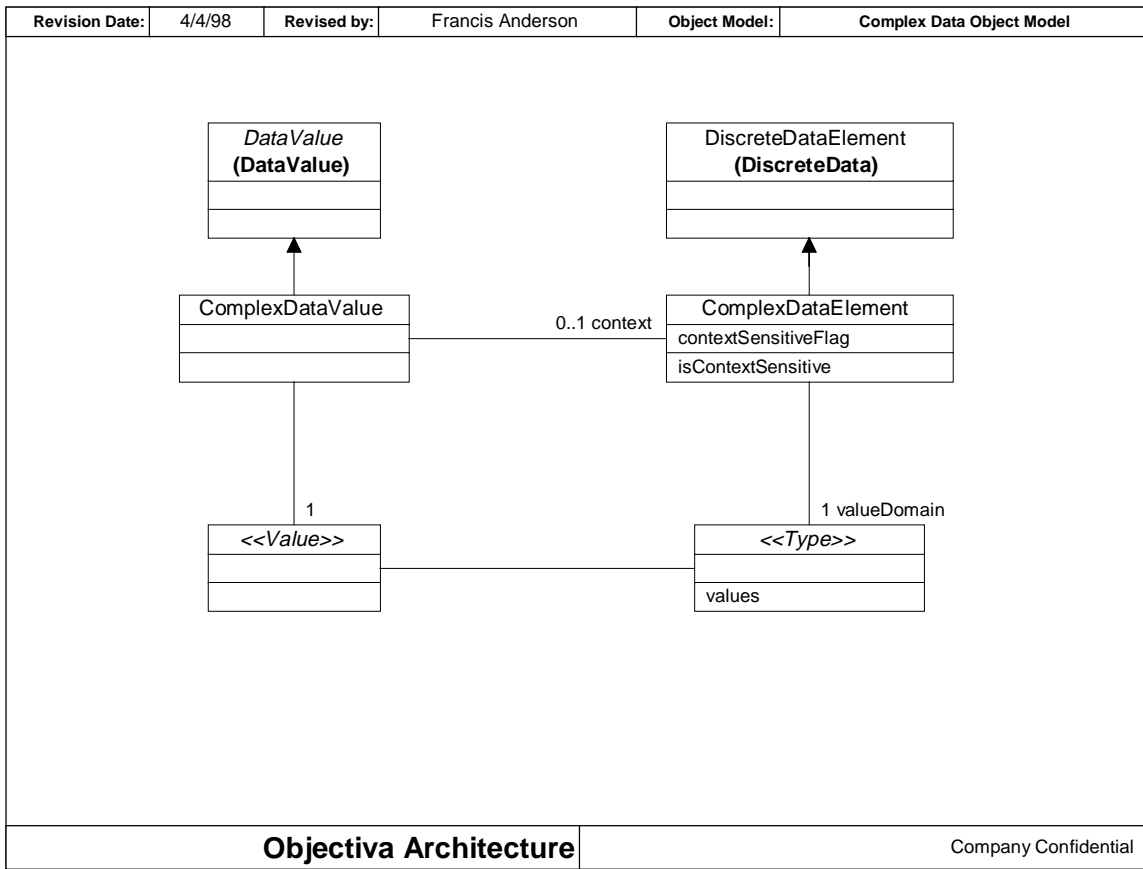 Revision Date: 4/4/98 Revised by: Francis Anderson Object Model: Complex Data Object Model
DataValue
(DataValue)
DiscreteDataElement
(DiscreteData)
ComplexDataValue
0..1 context
ComplexDataElement
contextSensitiveFlag
isContextSensitive
1
1 valueDomain
<<Value>>
<<Type>>
values
Objectiva Architecture
Company Confidential